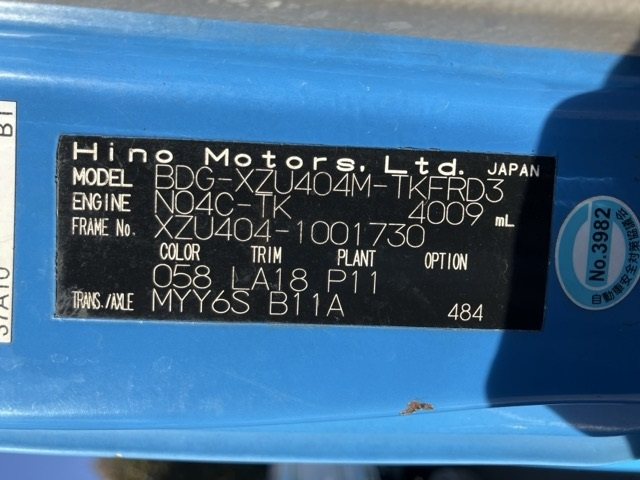 Hino Motors, Ltd. JAPAN
MODEL BDG-XZU404M-TKFRD3
ENGINE N04C-TK 4009 mL
FRAME No. XZU404-1001730
COLOR TRIM PLANT OPTION
058 LA18 P11
TRANS./AXLE MYY6S B11A 484
No.3982